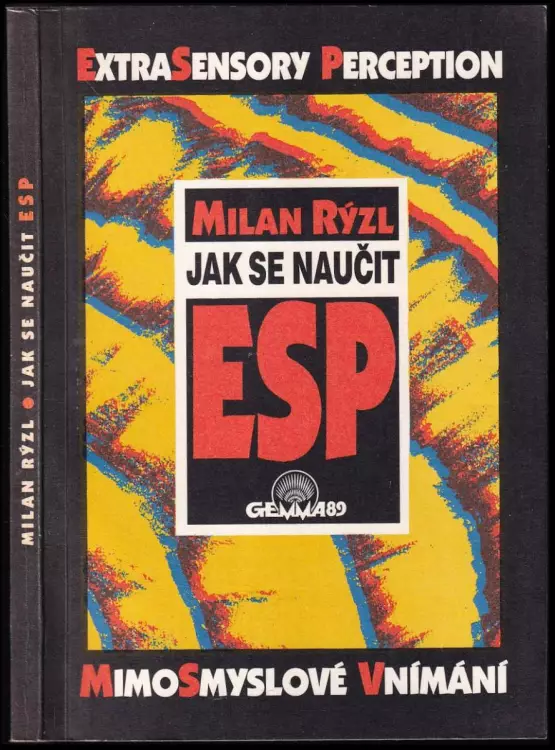 EXTRASENSORY PERCEPTION
MILAN RÝZL
JAK SE NAUČIT
ESP
GEMMA89
MIMOSMYSLOVÉ VNÍMÁNÍ
MILAN RÝZL • JAK SE NAUČIT ESP